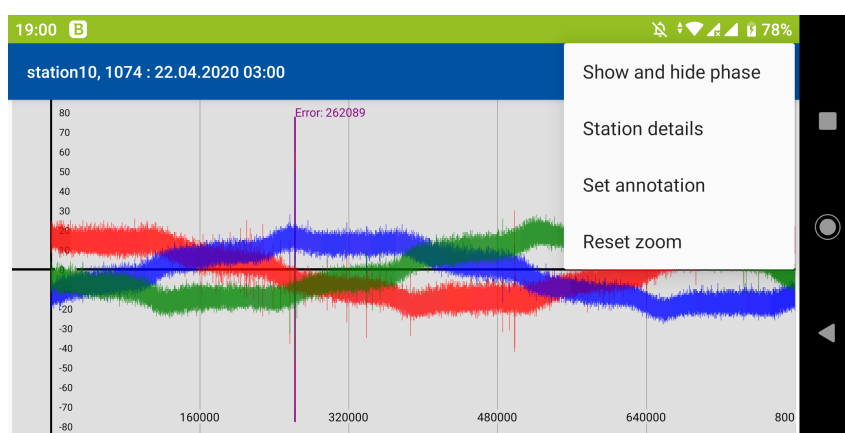 19:00 B 78%
station10, 1074 : 22.04.2020 03:00
Show and hide phase
Station details
Set annotation
Reset zoom
Error: 262089
80
70
60
50
40
30
20
10
-20
-30
-40
-50
-60
-70
-80
160000 320000 480000 640000 800